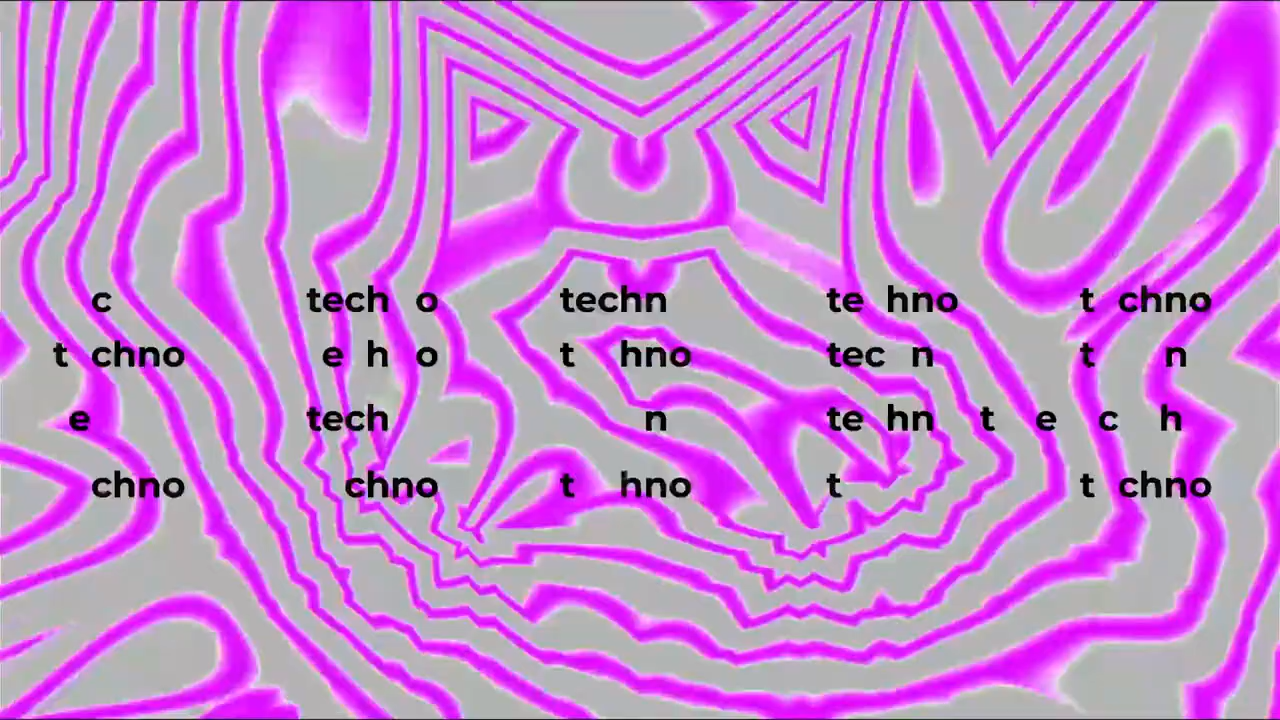 c tech o techn te hno t chno
t chno e h o t hno tec n t n
e tech n te hn t e c h
chno chno t hno t t chno